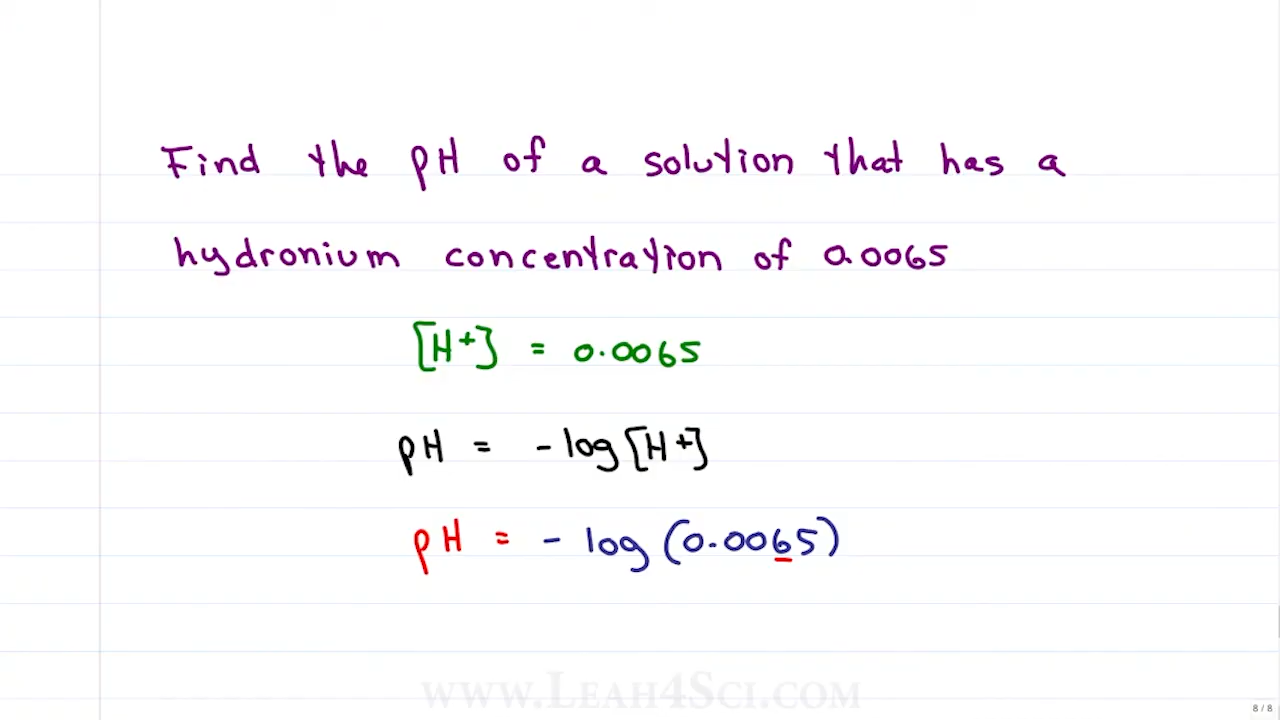 Find the pH of a solution that has a
hydronium concentration of 0.0065
[H+] = 0.0065
pH = -log[H+]
pH = - log (0.0065)
www.Leah4Sci.com
8 / 8